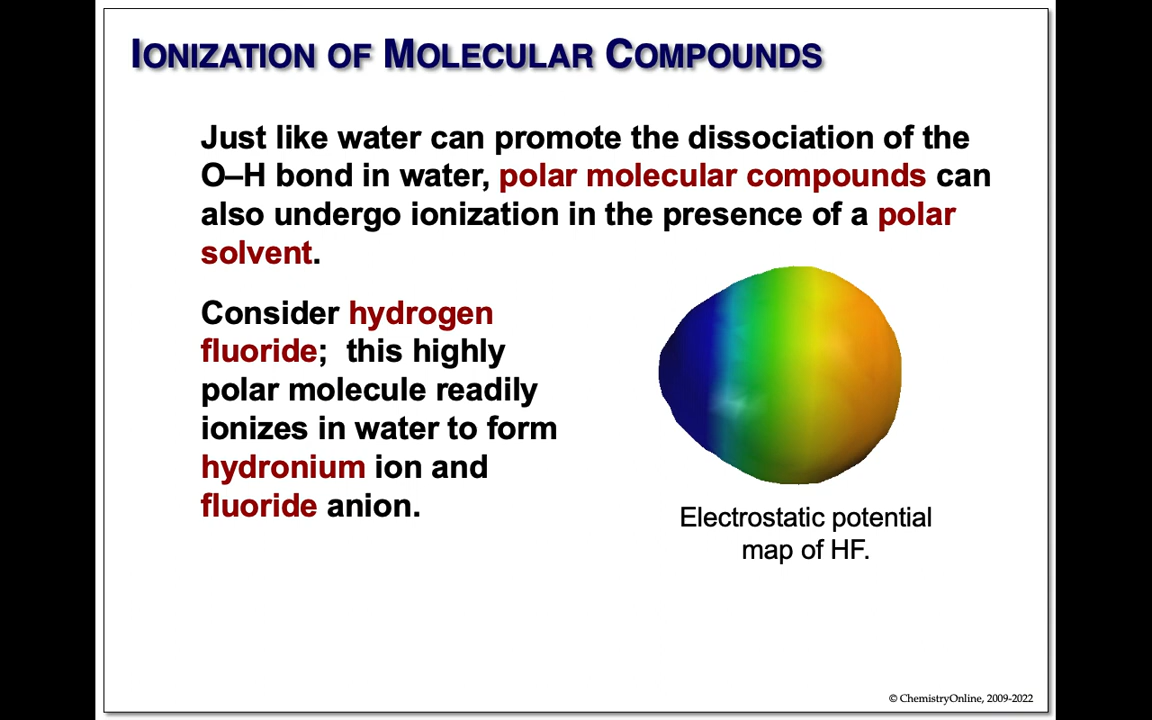 IONIZATION OF MOLECULAR COMPOUNDS
Just like water can promote the dissociation of the
O–H bond in water, polar molecular compounds can
also undergo ionization in the presence of a polar
solvent.
Consider hydrogen
fluoride; this highly
polar molecule readily
ionizes in water to form
hydronium ion and
fluoride anion.
Electrostatic potential
map of HF.
© ChemistryOnline, 2009-2022